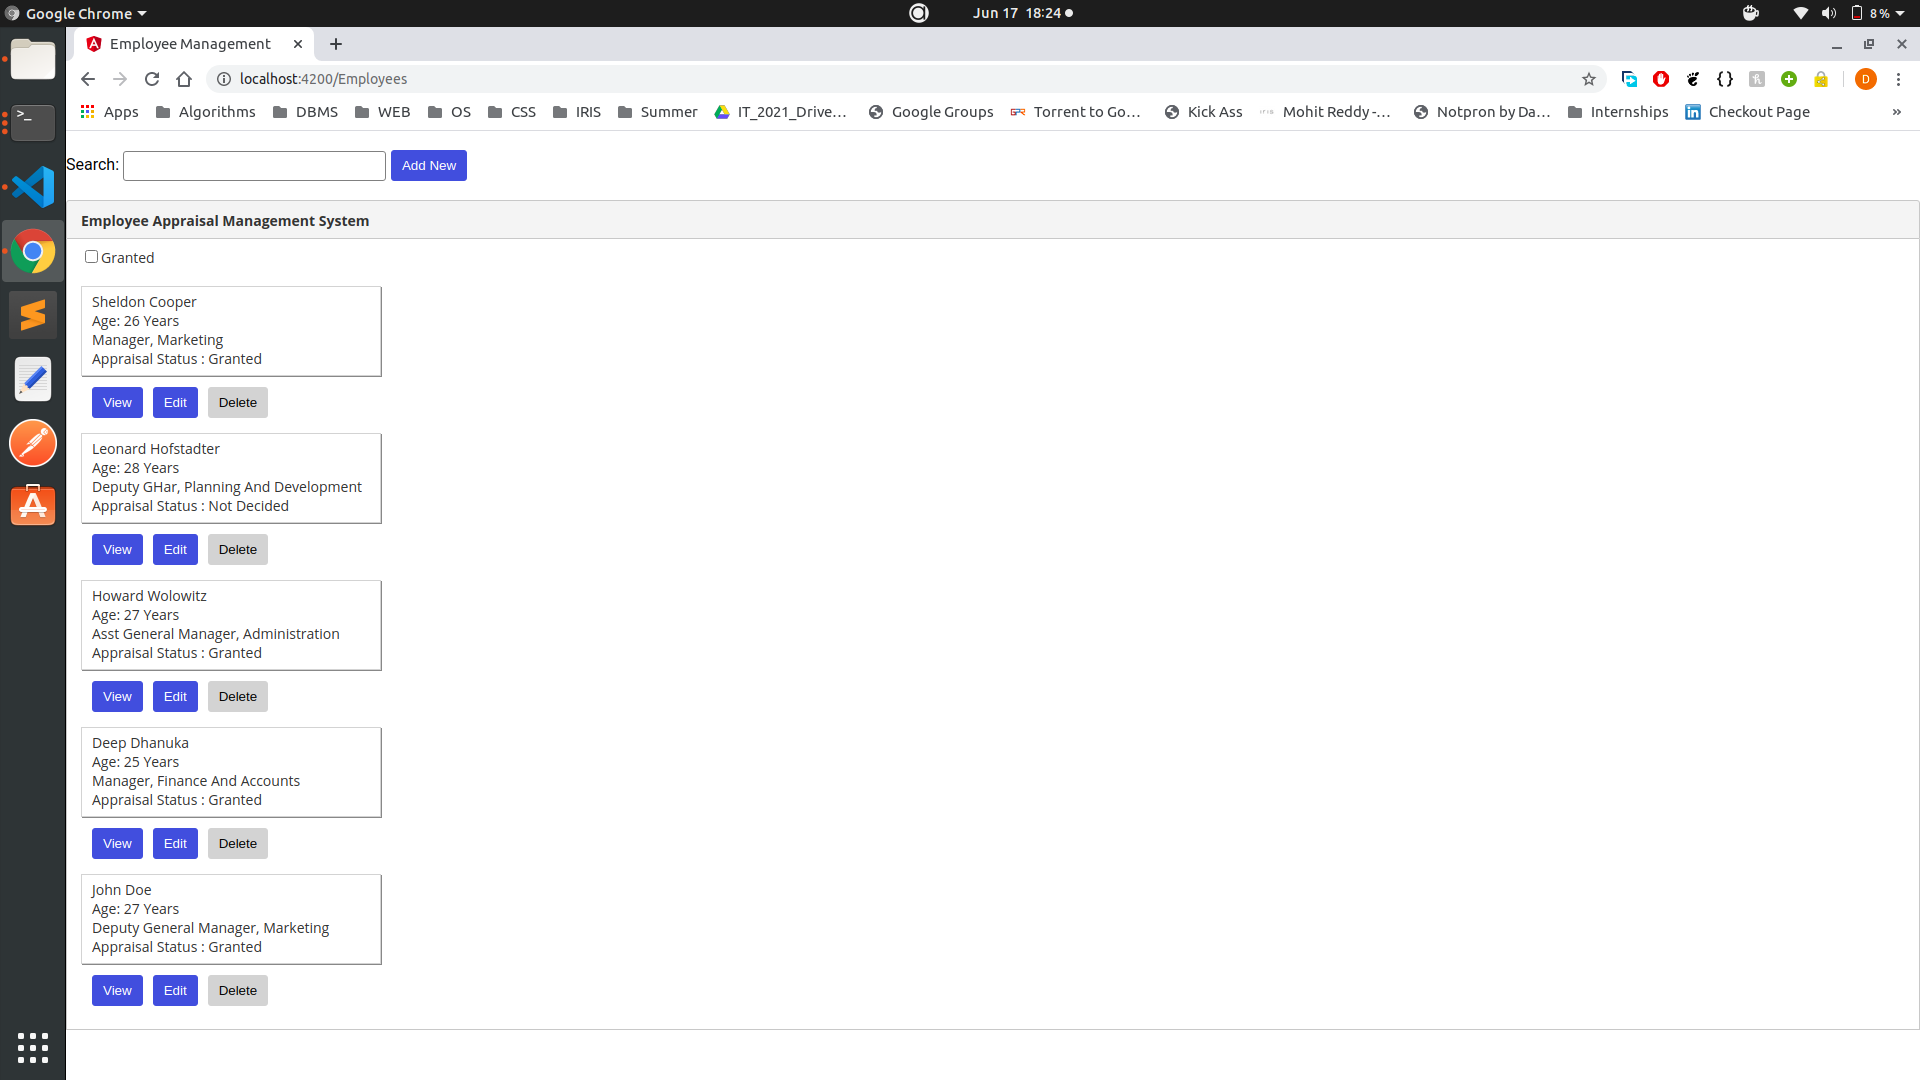 Google Chrome
Jun 17 18:24
8 %
Employee Management
localhost:4200/Employees
D
Apps
Algorithms
DBMS
WEB
OS
CSS
IRIS
Summer
IT_2021_Drive...
Google Groups
Torrent to Go...
Kick Ass
Mohit Reddy -...
Notpron by Da...
Internships
Checkout Page
»
Search:
Add New
Employee Appraisal Management System
Granted
Sheldon Cooper
Age: 26 Years
Manager, Marketing
Appraisal Status : Granted
View Edit Delete
Leonard Hofstadter
Age: 28 Years
Deputy GHar, Planning And Development
Appraisal Status : Not Decided
View Edit Delete
Howard Wolowitz
Age: 27 Years
Asst General Manager, Administration
Appraisal Status : Granted
View Edit Delete
Deep Dhanuka
Age: 25 Years
Manager, Finance And Accounts
Appraisal Status : Granted
View Edit Delete
John Doe
Age: 27 Years
Deputy General Manager, Marketing
Appraisal Status : Granted
View Edit Delete